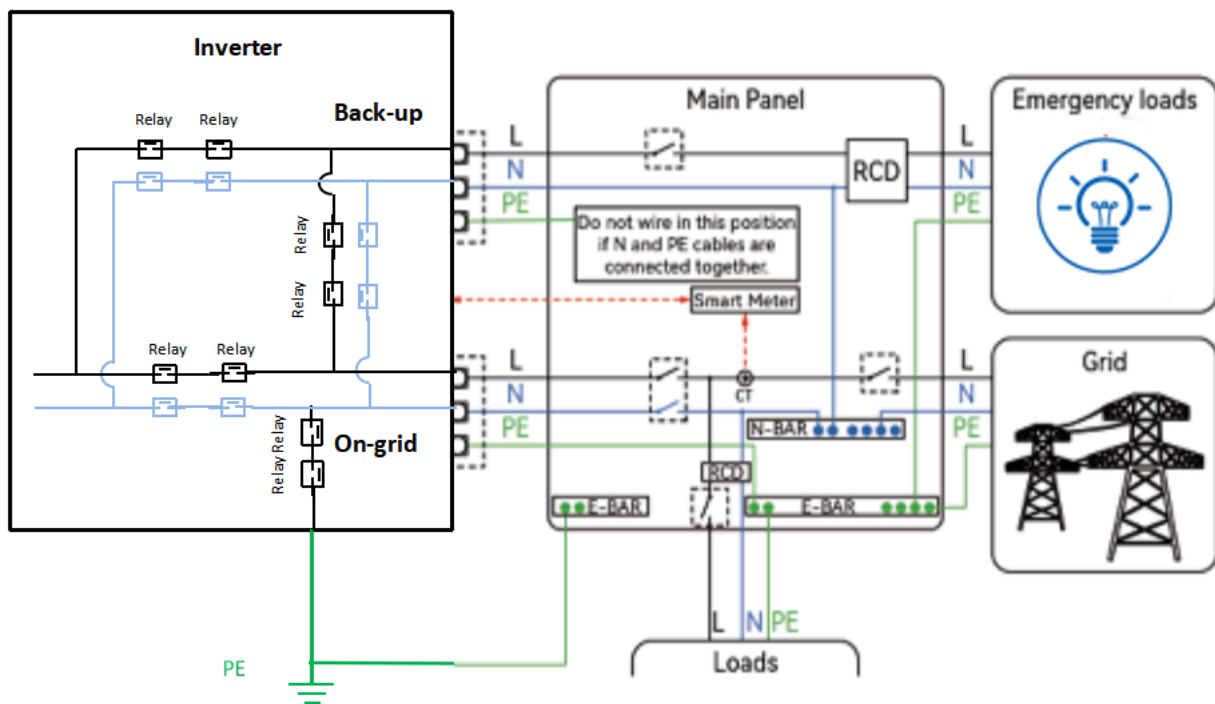 Inverter
Relay
Relay
Back-up
Relay
Relay
Relay
Relay
On-grid
Relay
Relay
PE
Main Panel
L
N
PE
RCD
L
N
PE
Do not wire in this position
if N and PE cables are
connected together.
Smart Meter
CT
L
N
PE
L
N
PE
N-BAR
RCD
E-BAR
E-BAR
L
N
PE
Loads
Emergency loads
Grid